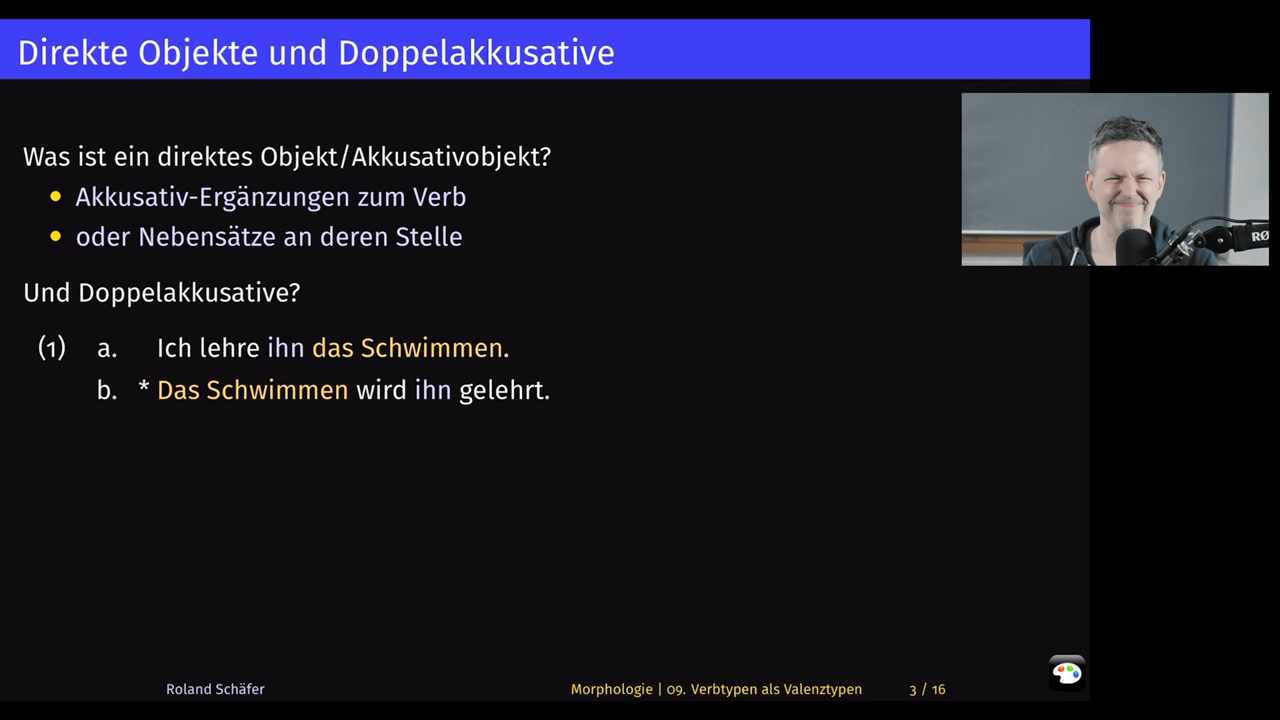 Direkte Objekte und Doppelakkusative
Was ist ein direktes Objekt/Akkusativobjekt?
Akkusativ-Ergänzungen zum Verb
oder Nebensätze an deren Stelle
Und Doppelakkusative?
(1) a. Ich lehre ihn das Schwimmen.
b. * Das Schwimmen wird ihn gelehrt.
RØ
Roland Schäfer Morphologie | 09. Verbtypen als Valenztypen 3 / 16